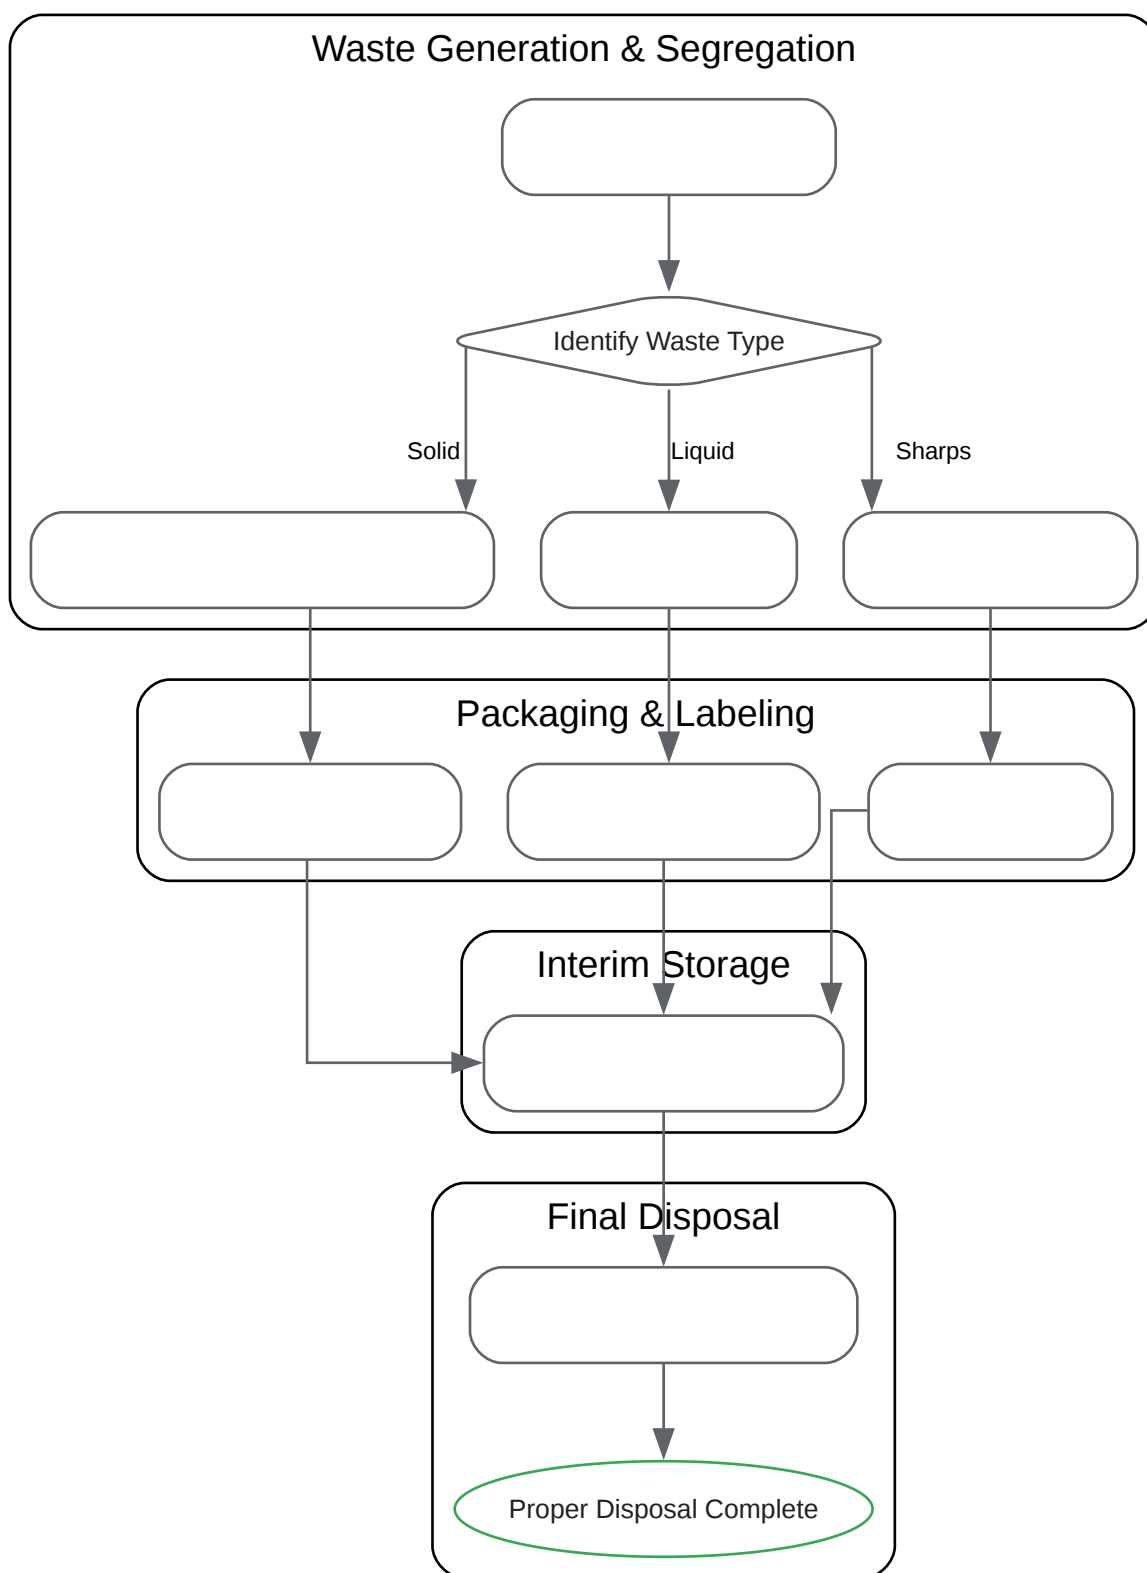 Waste Generation & Segregation
Identify Waste Type
Solid
Liquid
Sharps
Packaging & Labeling
Interim Storage
Final Disposal
Proper Disposal Complete